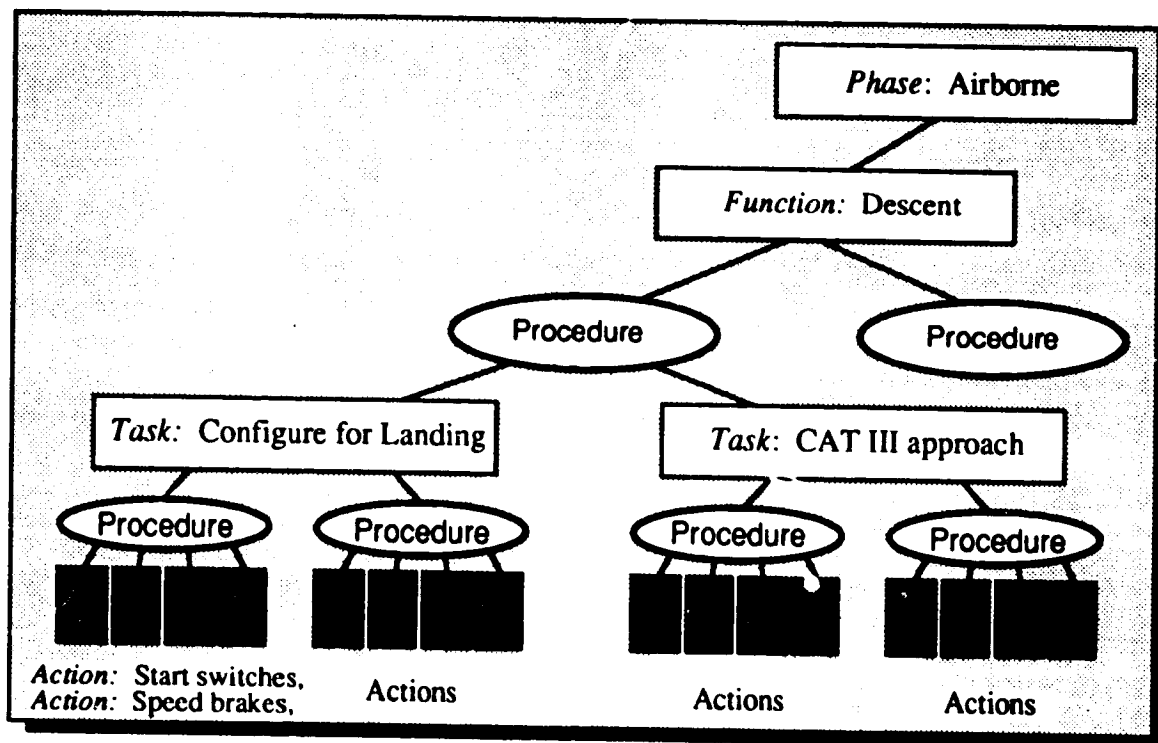 Phase: Airborne
Function: Descent
Procedure
Procedure
Task: Configure for Landing
Task: CAT III approach
Procedure
Procedure
Procedure
Procedure
Action: Start switches,
Action: Speed brakes,
Actions
Actions
Actions